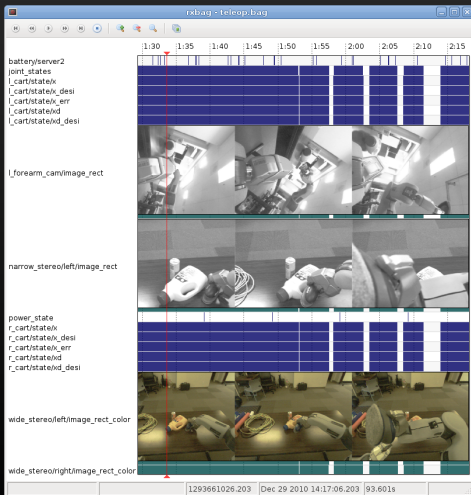 rxbag - teleop.bag
1:30 1:35 1:40 1:45 1:50 1:55 2:00 2:05 2:10 2:15
battery/server2
joint_states
l_cart/state/x
l_cart/state/x_desi
l_cart/state/x_err
l_cart/state/xd
l_cart/state/xd_desi
l_forearm_cam/image_rect
narrow_stereo/left/image_rect
power_state
r_cart/state/x
r_cart/state/x_desi
r_cart/state/x_err
r_cart/state/xd
r_cart/state/xd_desi
wide_stereo/left/image_rect_color
wide_stereo/right/image_rect_color
1293661026.203 Dec 29 2010 14:17:06.203 93.601s